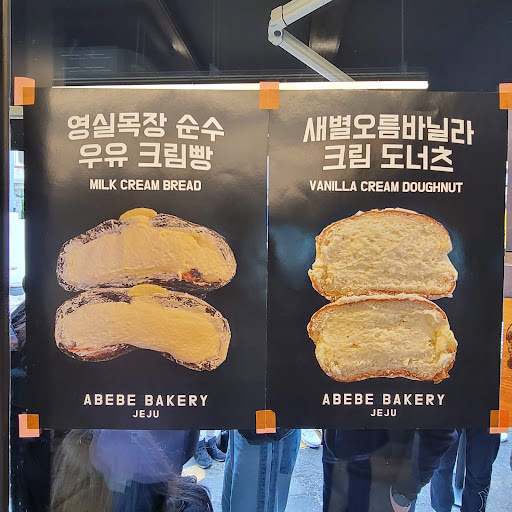 영실목장 순수
우유 크림빵
MILK CREAM BREAD
ABEBE BAKERY
JEJU
새별오름바닐라
크림 도너츠
VANILLA CREAM DOUGHNUT
ABEBE BAKERY
JEJU